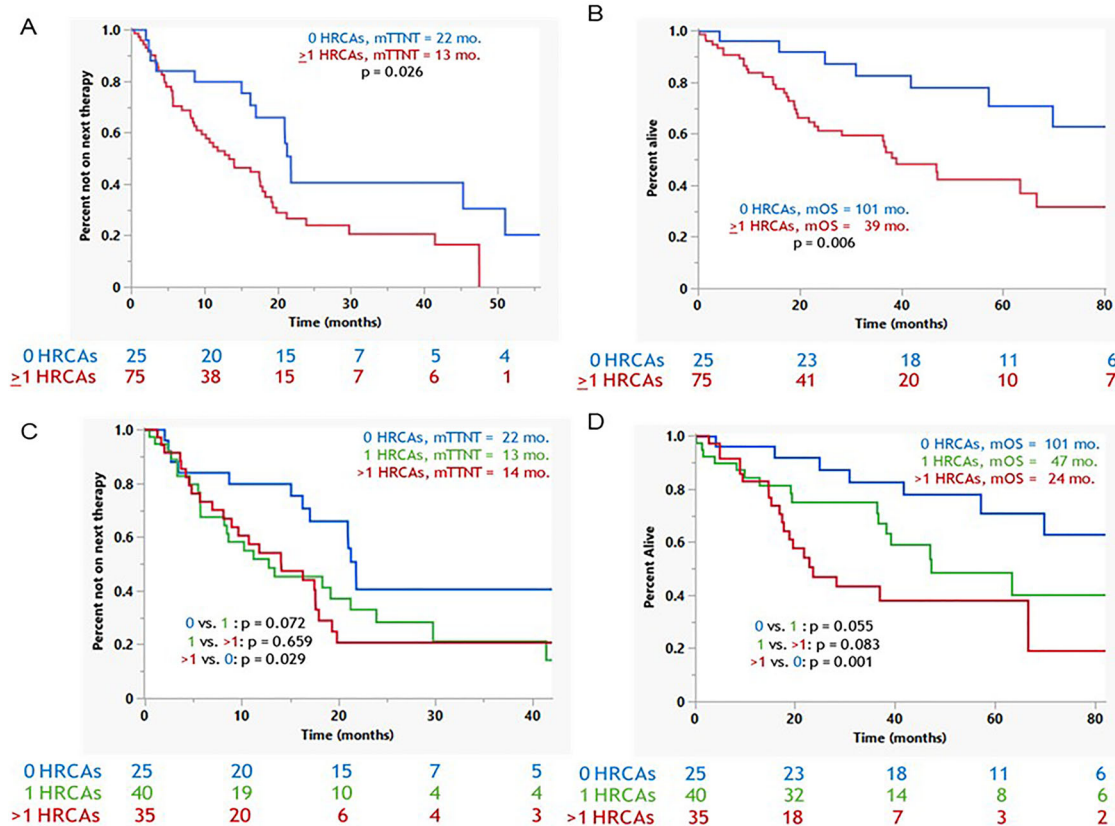 A
1.0
0.8
0.6
0.4
0.2
0
Percent not on next therapy
0 HRCAs, mTTNT = 22 mo.
≥1 HRCAs, mTTNT = 13 mo.
p = 0.026
0 10 20 30 40 50
Time (months)
0 HRCAs 25 20 15 7 5 4
≥1 HRCAs 75 38 15 7 6 1
B
1.0
0.8
0.6
0.4
0.2
0
Percent alive
0 HRCAs, mOS = 101 mo.
≥1 HRCAs, mOS = 39 mo.
p = 0.006
0 20 40 60 80
Time (months)
0 HRCAs 25 23 18 11 6
≥1 HRCAs 75 41 20 10 7
C
1.0
0.8
0.6
0.4
0.2
0
Percent not on next therapy
0 HRCAs, mTTNT = 22 mo.
1 HRCAs, mTTNT = 13 mo.
>1 HRCAs, mTTNT = 14 mo.
0 vs. 1 : p = 0.072
1 vs. >1: p = 0.659
>1 vs. 0: p = 0.029
0 10 20 30 40
Time (months)
0 HRCAs 25 20 15 7 5
1 HRCAs 40 19 10 4 4
>1 HRCAs 35 20 6 4 3
D
1.0
0.8
0.6
0.4
0.2
0
Percent Alive
0 HRCAs, mOS = 101 mo.
1 HRCAs, mOS = 47 mo.
>1 HRCAs, mOS = 24 mo.
0 vs. 1 : p = 0.055
1 vs. >1: p = 0.083
>1 vs. 0: p = 0.001
0 20 40 60 80
Time (months)
0 HRCAs 25 23 18 11 6
1 HRCAs 40 32 14 8 6
>1 HRCAs 35 18 7 3 2